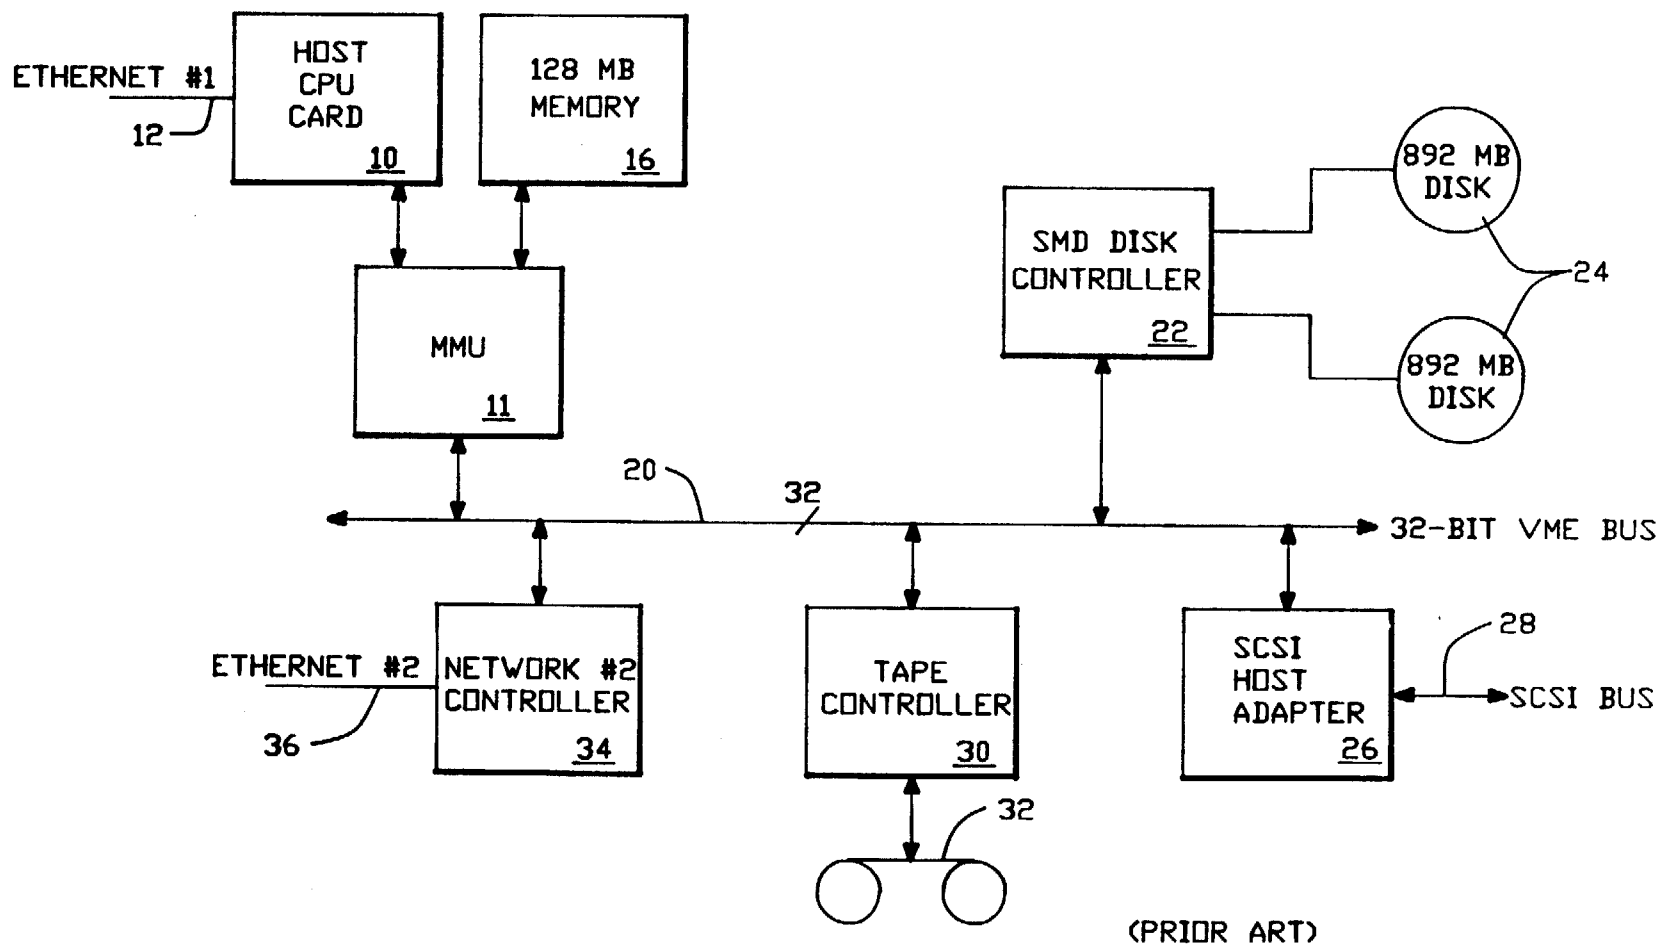 HOST
CPU
CARD
10
ETHERNET #1
12
128 MB
MEMORY
16
MMU
11
SMD DISK
CONTROLLER
22
892 MB
DISK
24
892 MB
DISK
20
32
32-BIT VME BUS
ETHERNET #2
36
NETWORK #2
CONTROLLER
34
TAPE
CONTROLLER
30
32
SCSI
HOST
ADAPTER
26
28
SCSI BUS
(PRIOR ART)